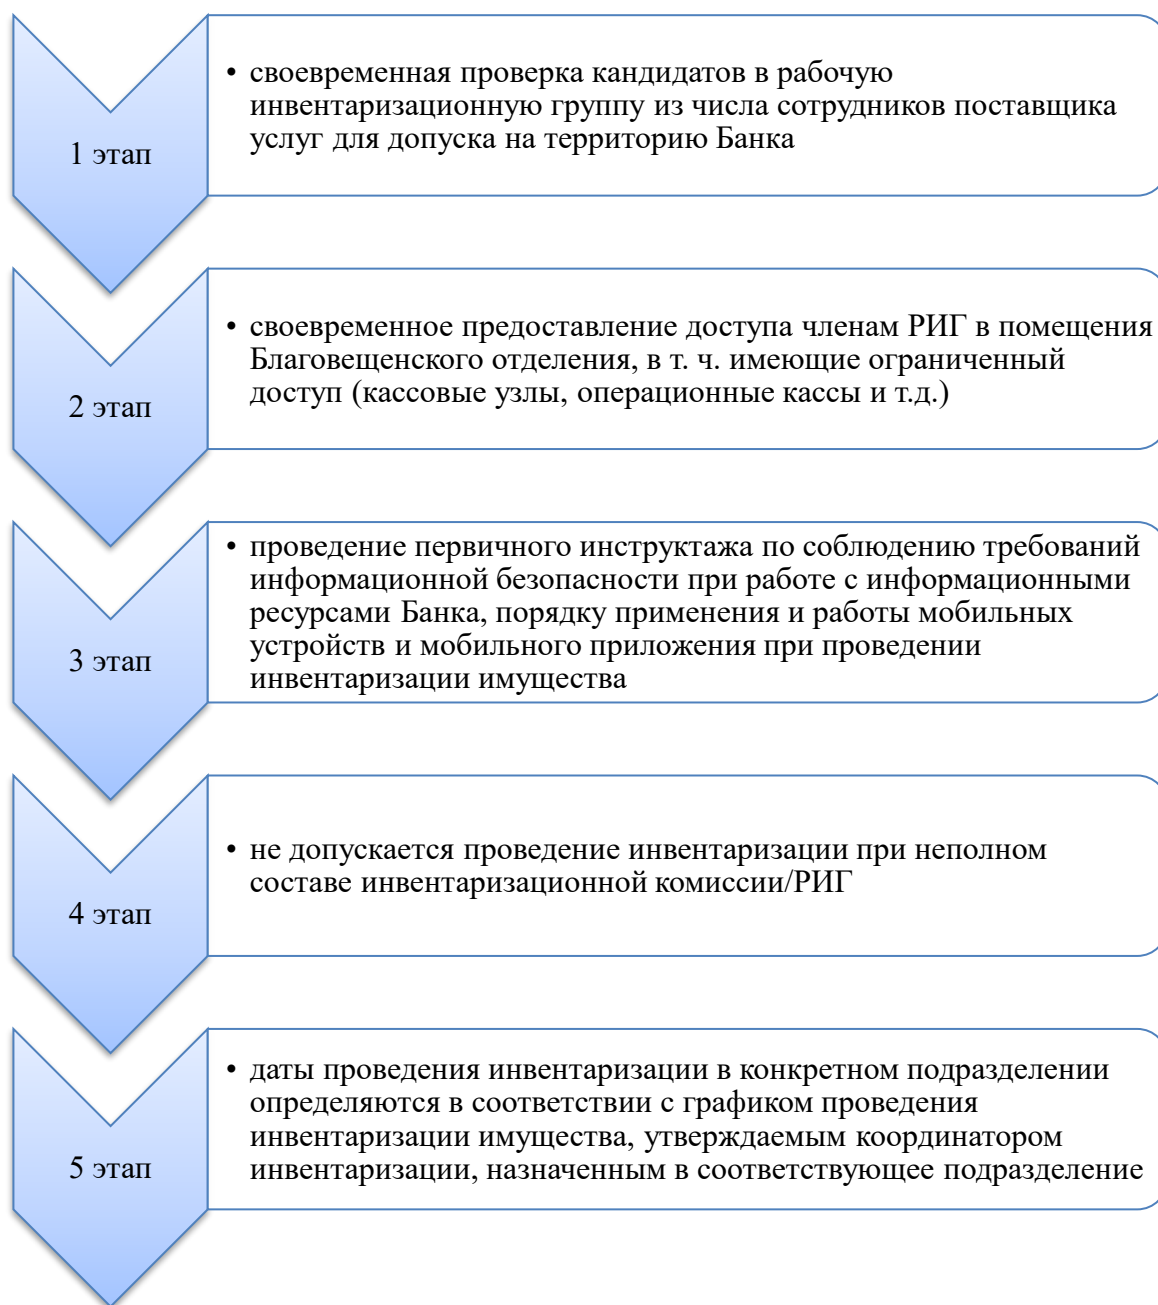 1 этап
• своевременная проверка кандидатов в рабочую
инвентаризационную группу из числа сотрудников поставщика
услуг для допуска на территорию Банка
2 этап
• своевременное предоставление доступа членам РИГ в помещения
Благовещенского отделения, в т. ч. имеющие ограниченный
доступ (кассовые узлы, операционные кассы и т.д.)
3 этап
• проведение первичного инструктажа по соблюдению требований
информационной безопасности при работе с информационными
ресурсами Банка, порядку применения и работы мобильных
устройств и мобильного приложения при проведении
инвентаризации имущества
4 этап
• не допускается проведение инвентаризации при неполном
составе инвентаризационной комиссии/РИГ
5 этап
• даты проведения инвентаризации в конкретном подразделении
определяются в соответствии с графиком проведения
инвентаризации имущества, утверждаемым координатором
инвентаризации, назначенным в соответствующее подразделение